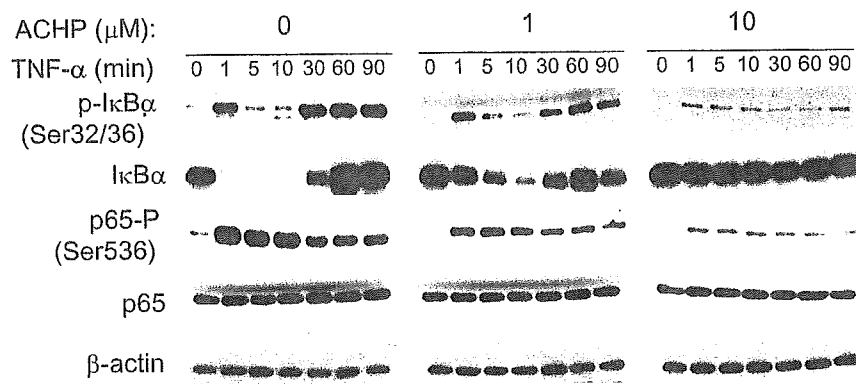 ACHP (μM): 0 1 10
TNF-α (min) 0 1 5 10 30 60 90 0 1 5 10 30 60 90 0 1 5 10 30 60 90
p-IκBα
(Ser32/36)
IκBα
p65-P
(Ser536)
p65
β-actin